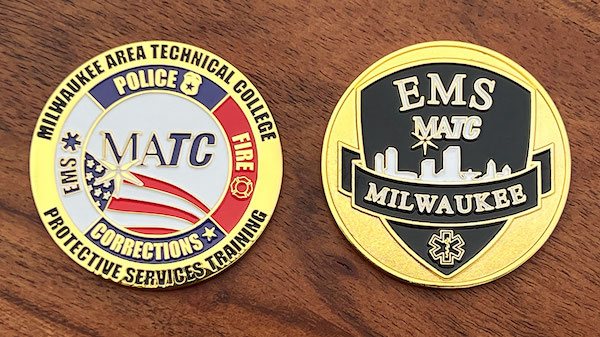 MILWAUKEE AREA TECHNICAL COLLEGE
POLICE
EMS
MATC
FIRE
CORRECTIONS
PROTECTIVE SERVICES TRAINING
EMS
MATC
MILWAUKEE